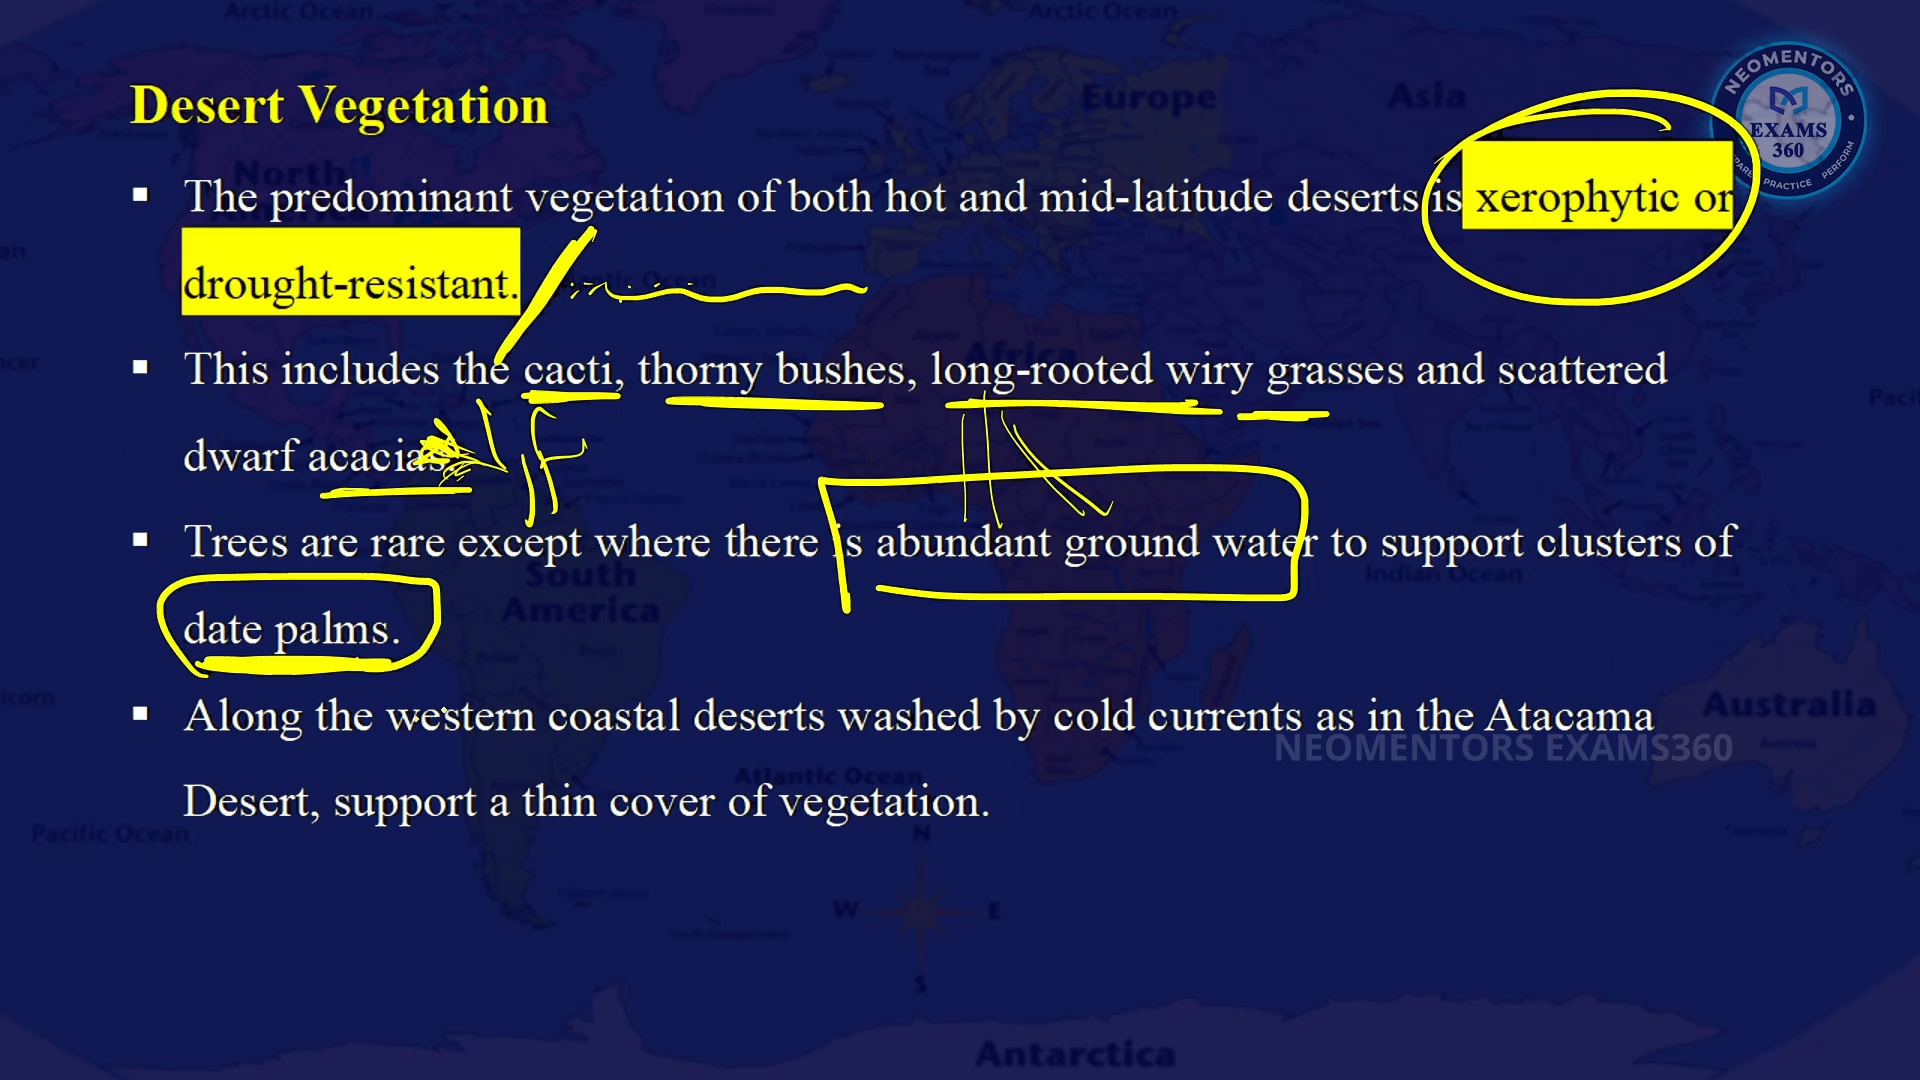 Arctic Ocean
Arctic Ocean
NEOMENTORS
EXAMS
360
PRACTICE PERFORM
Europe
Asia
Desert Vegetation
North
▪ The predominant vegetation of both hot and mid-latitude deserts is xerophytic or
drought-resistant.
▪ This includes the cacti, thorny bushes, long-rooted wiry grasses and scattered
Africa
dwarf acacias.
▪ Trees are rare except where there is abundant ground water to support clusters of
South
America
Indian Ocean
date palms.
▪ Along the western coastal deserts washed by cold currents as in the Atacama
Australia
NEOMENTORS EXAMS360
Desert, support a thin cover of vegetation.
Atlantic Ocean
Pacific Ocean
N
W E
S
Antarctica